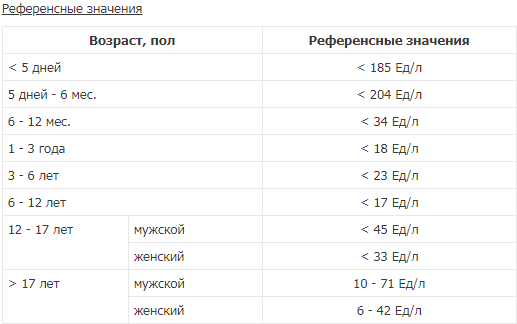 Референсные значения
Возраст, пол Референсные значения
< 5 дней < 185 Ед/л
5 дней - 6 мес. < 204 Ед/л
6 - 12 мес. < 34 Ед/л
1 - 3 года < 18 Ед/л
3 - 6 лет < 23 Ед/л
6 - 12 лет < 17 Ед/л
12 - 17 лет мужской < 45 Ед/л
женский < 33 Ед/л
> 17 лет мужской 10 - 71 Ед/л
женский 6 - 42 Ед/л